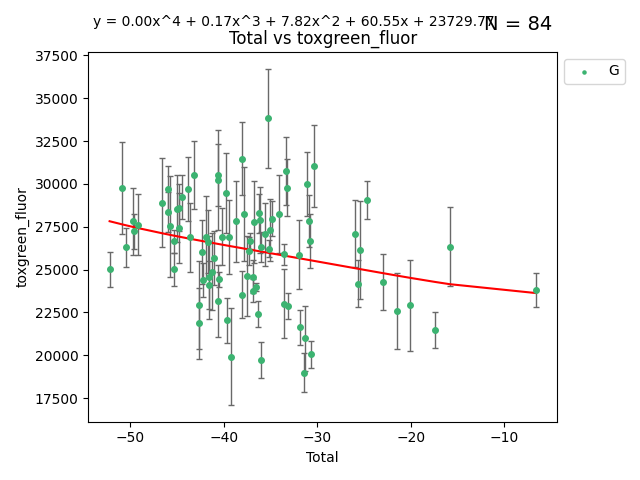 y = 0.00x^4 + 0.17x^3 + 7.82x^2 + 60.55x + 23729.77
N = 84
Total vs toxgreen_fluor
G
37500
35000
32500
30000
27500
25000
22500
20000
17500
toxgreen_fluor
−50
−40
−30
−20
−10
Total